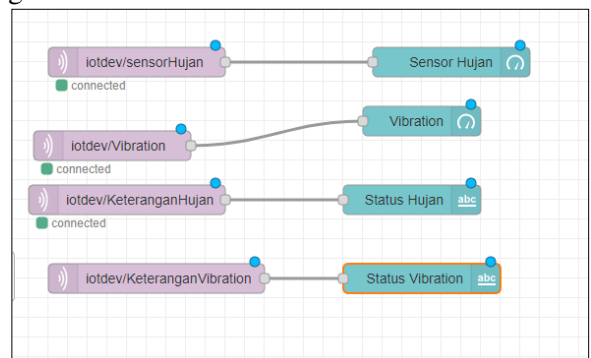 iotdev/sensorHujan
Sensor Hujan
connected
Vibration
iotdev/Vibration
connected
iotdev/KeteranganHujan
Status Hujan
abc
connected
iotdev/KeteranganVibration
Status Vibration
abc